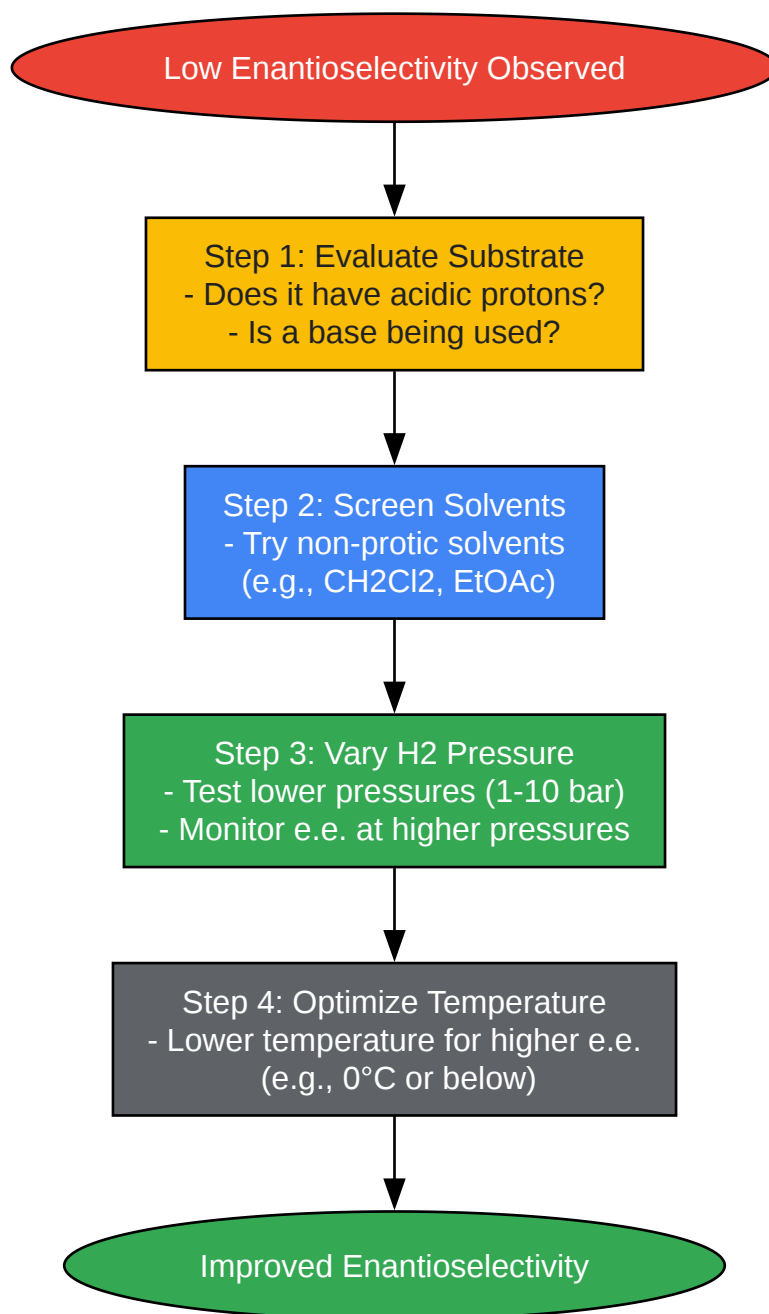 Low Enantioselectivity Observed
Step 1: Evaluate Substrate
- Does it have acidic protons?
- Is a base being used?
Step 2: Screen Solvents
- Try non-protic solvents
(e.g., CH2Cl2, EtOAc)
Step 3: Vary H2 Pressure
- Test lower pressures (1-10 bar)
- Monitor e.e. at higher pressures
Step 4: Optimize Temperature
- Lower temperature for higher e.e.
(e.g., 0°C or below)
Improved Enantioselectivity